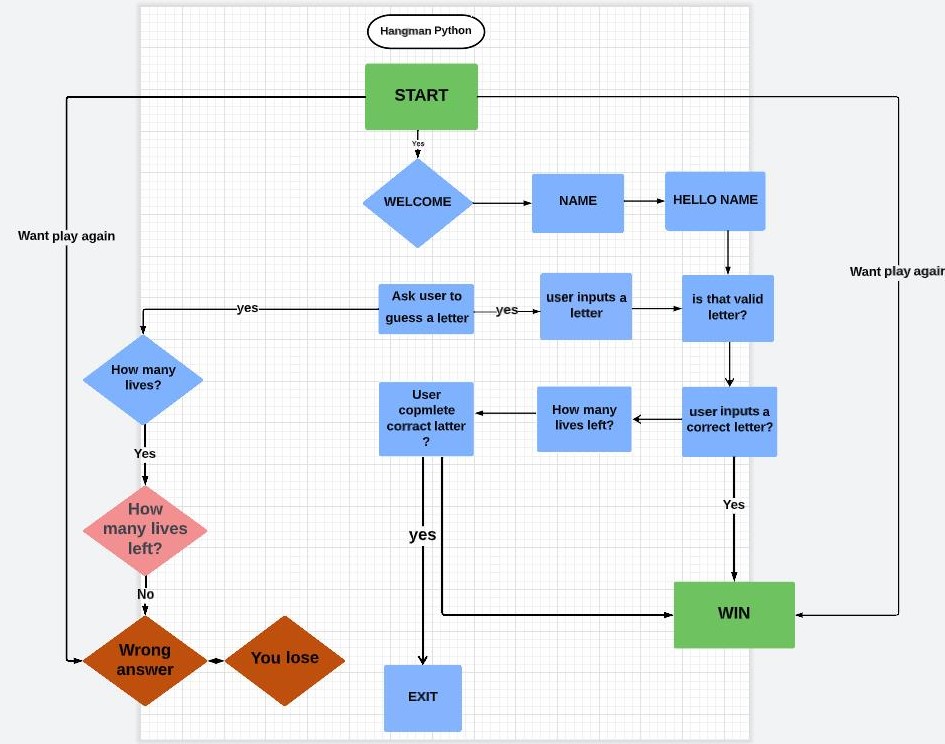 Hangman Python
START
Yes
WELCOME
NAME
HELLO NAME
Want play again
Want play again
Ask user to
guess a letter
yes
yes
user inputs a
letter
is that valid
letter?
How many
lives?
User
copmlete
corract latter
?
How many
lives left?
user inputs a
correct letter?
Yes
How
many lives
left?
yes
Yes
No
WIN
Wrong
answer
You lose
EXIT